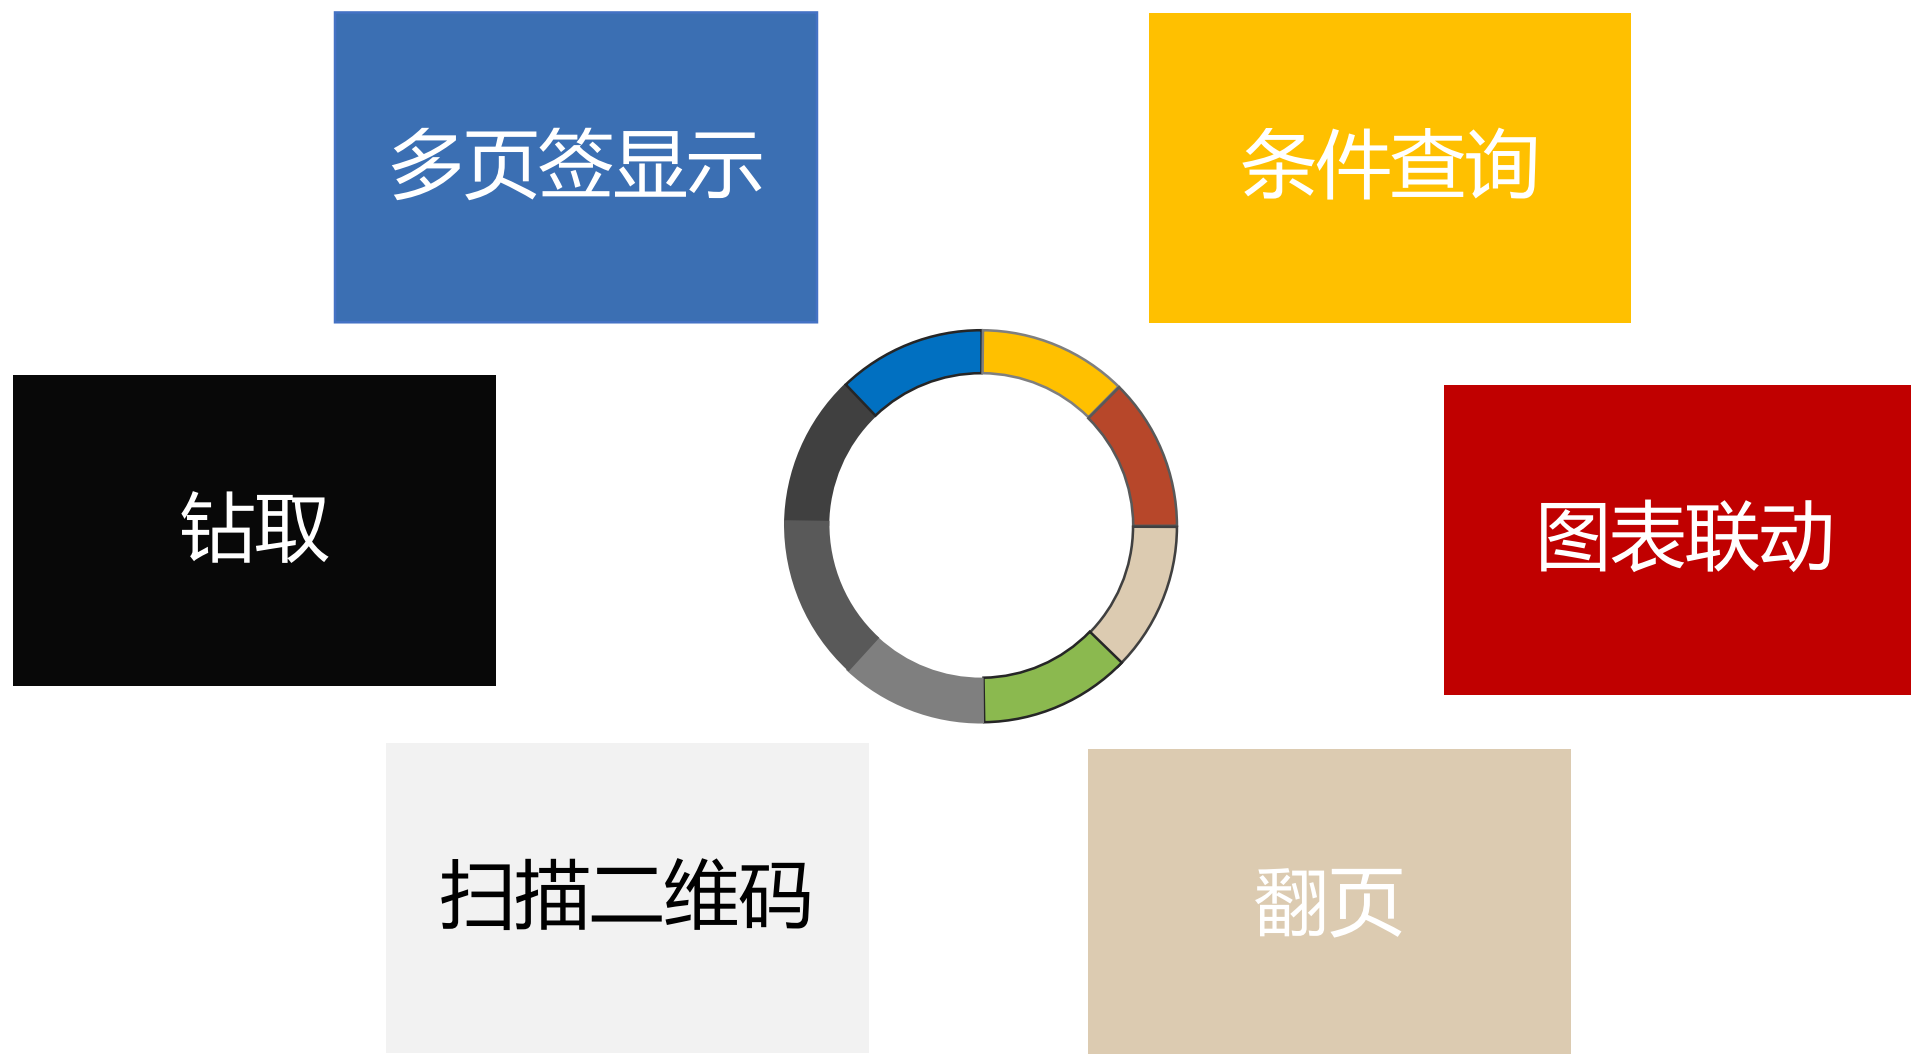 多页签显示
条件查询
钻取
图表联动
扫描二维码
翻页